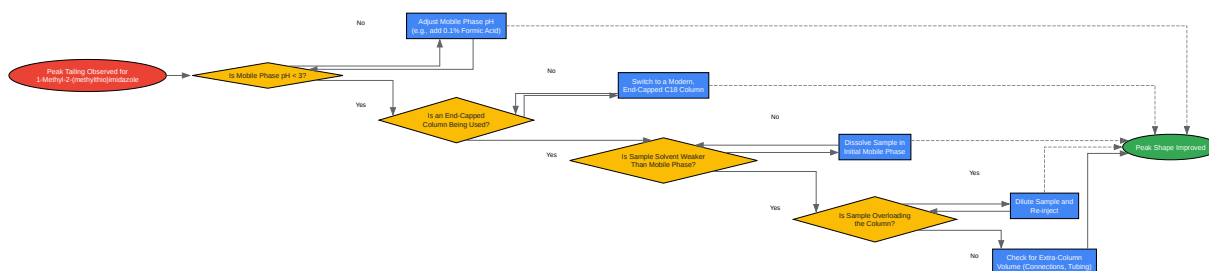 No
Adjust Mobile Phase pH
(e.g., add 0.1% Formic Acid)
Peak Tailing Observed for
1-Methyl-2-(methylthio)imidazole
Is Mobile Phase pH < 3?
No
Switch to a Modern,
End-Capped C18 Column
Yes
Is an End-Capped
Column Being Used?
No
Dissolve Sample in
Initial Mobile Phase
Peak Shape Improved
Yes
Is Sample Solvent Weaker
Than Mobile Phase?
Yes
Dilute Sample and
Re-inject
Yes
Is Sample Overloading
the Column?
No
Check for Extra-Column
Volume (Connections, Tubing)